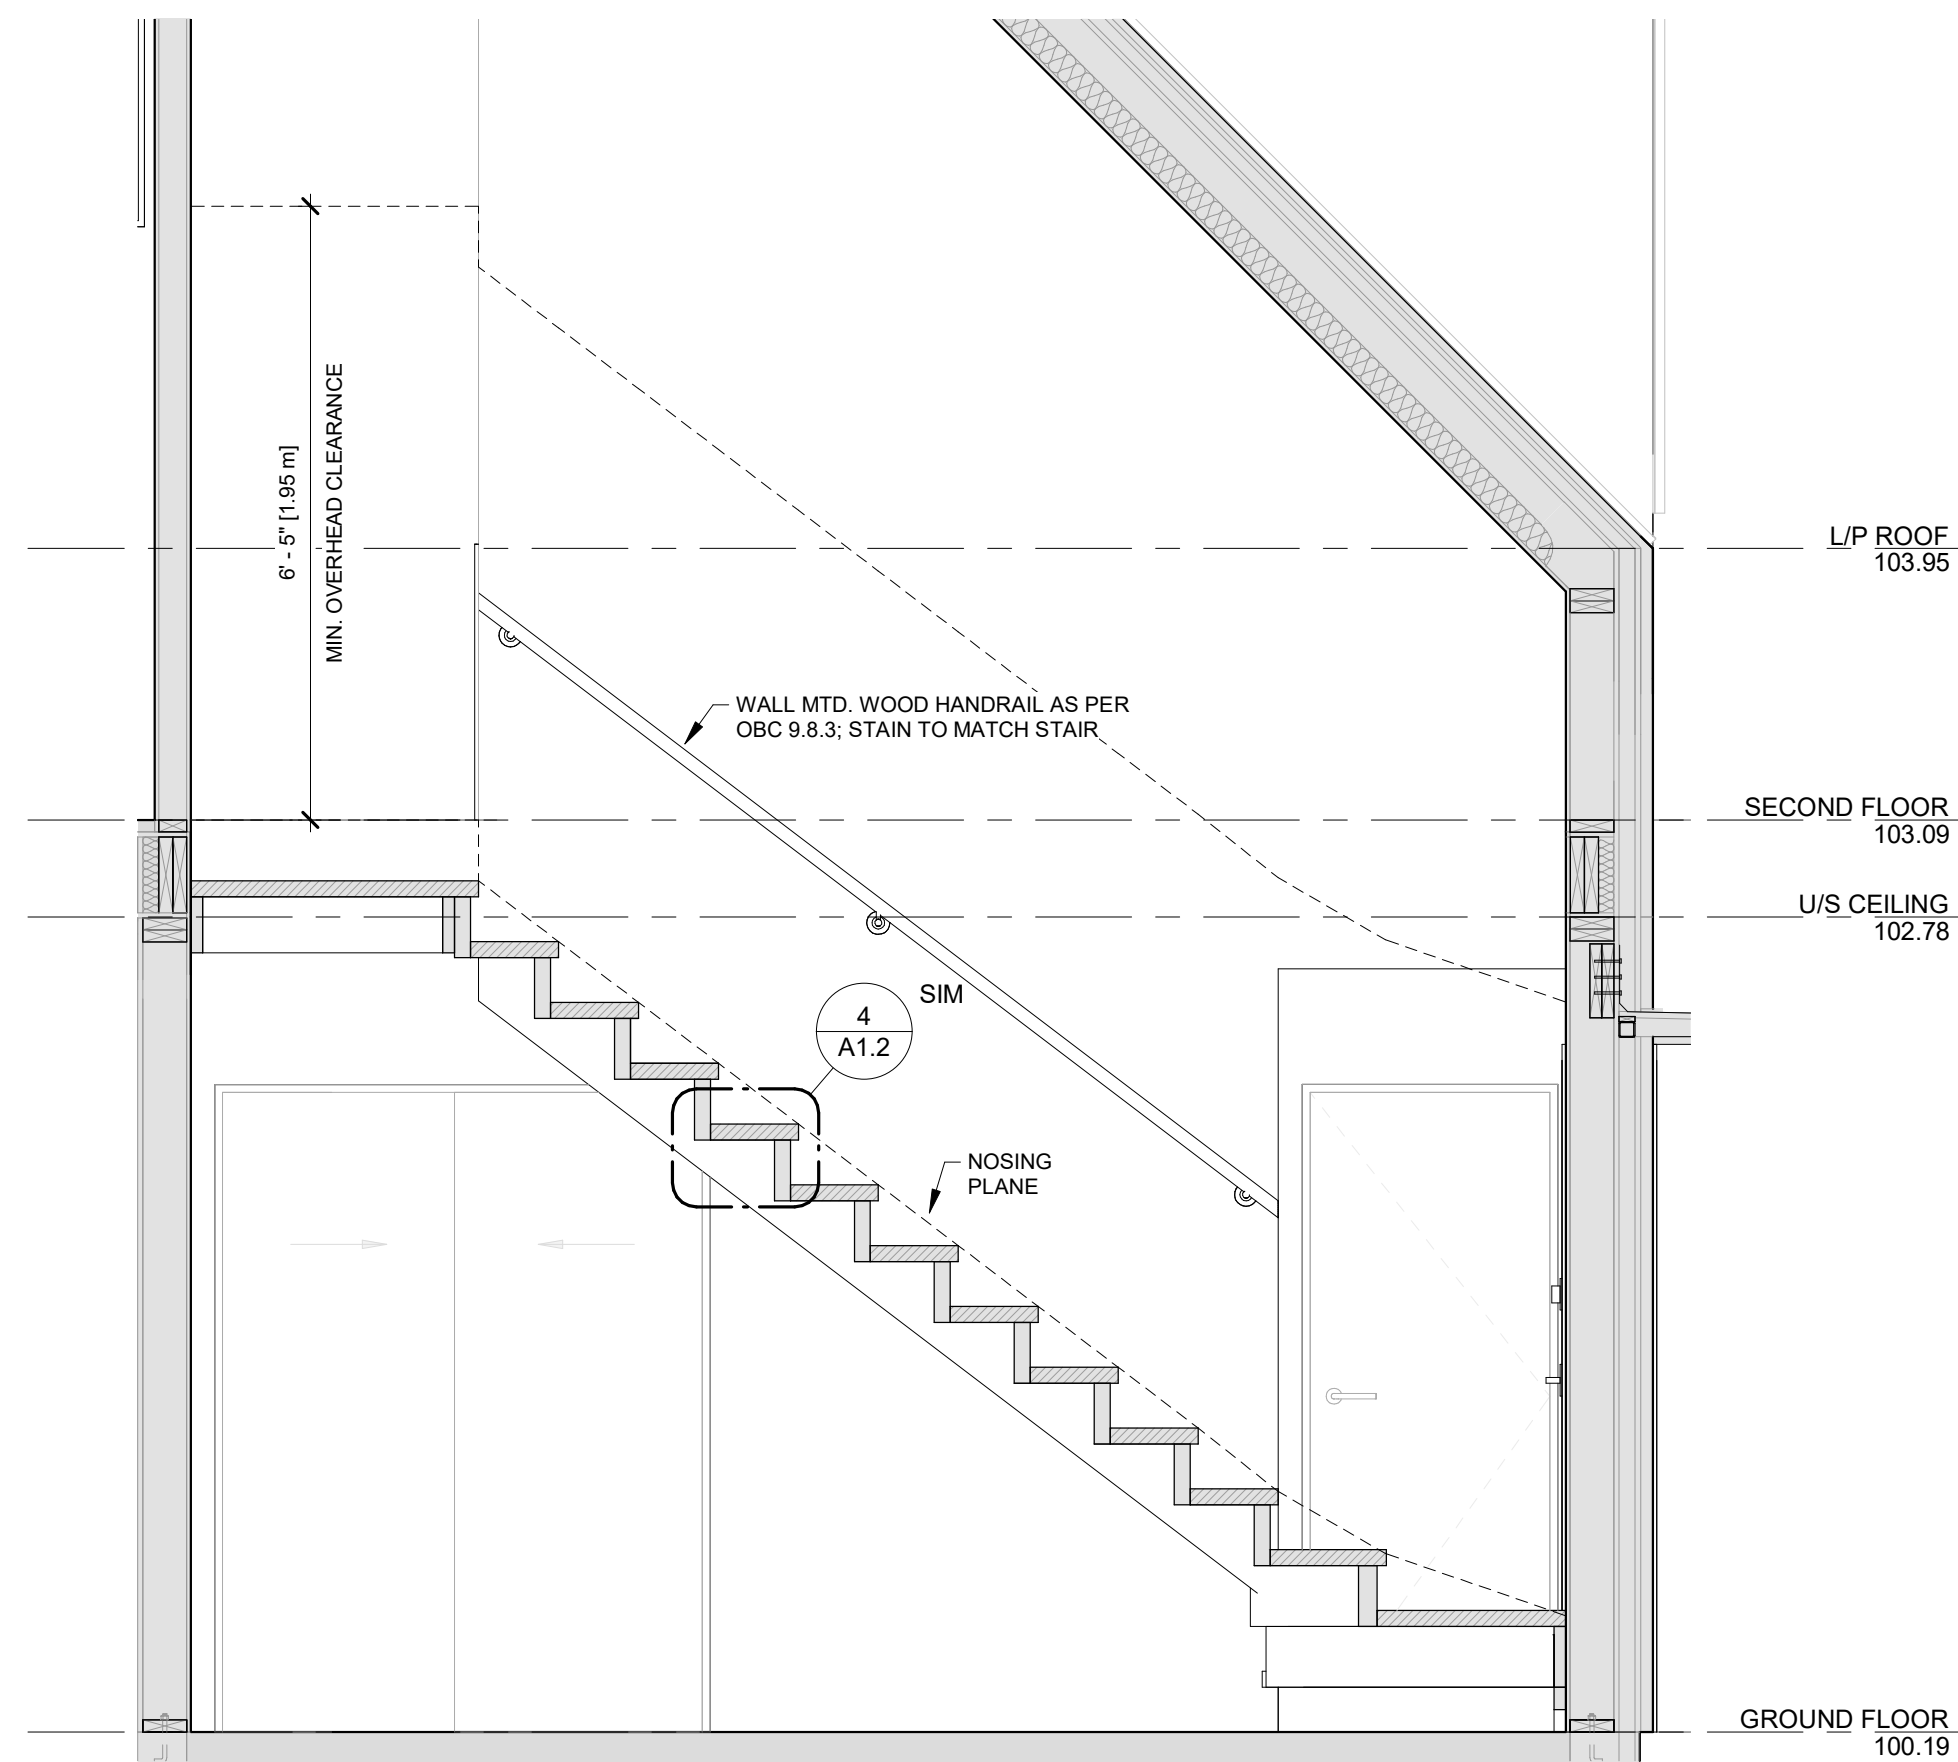 L/P ROOF
103.95
6' - 5" [1.95 m]
MIN. OVERHEAD CLEARANCE
WALL MTD. WOOD HANDRAIL AS PER
OBC 9.8.3; STAIN TO MATCH STAIR
SECOND FLOOR
103.09
U/S CEILING
102.78
SIM
4
A1.2
NOSING
PLANE
GROUND FLOOR
100.19